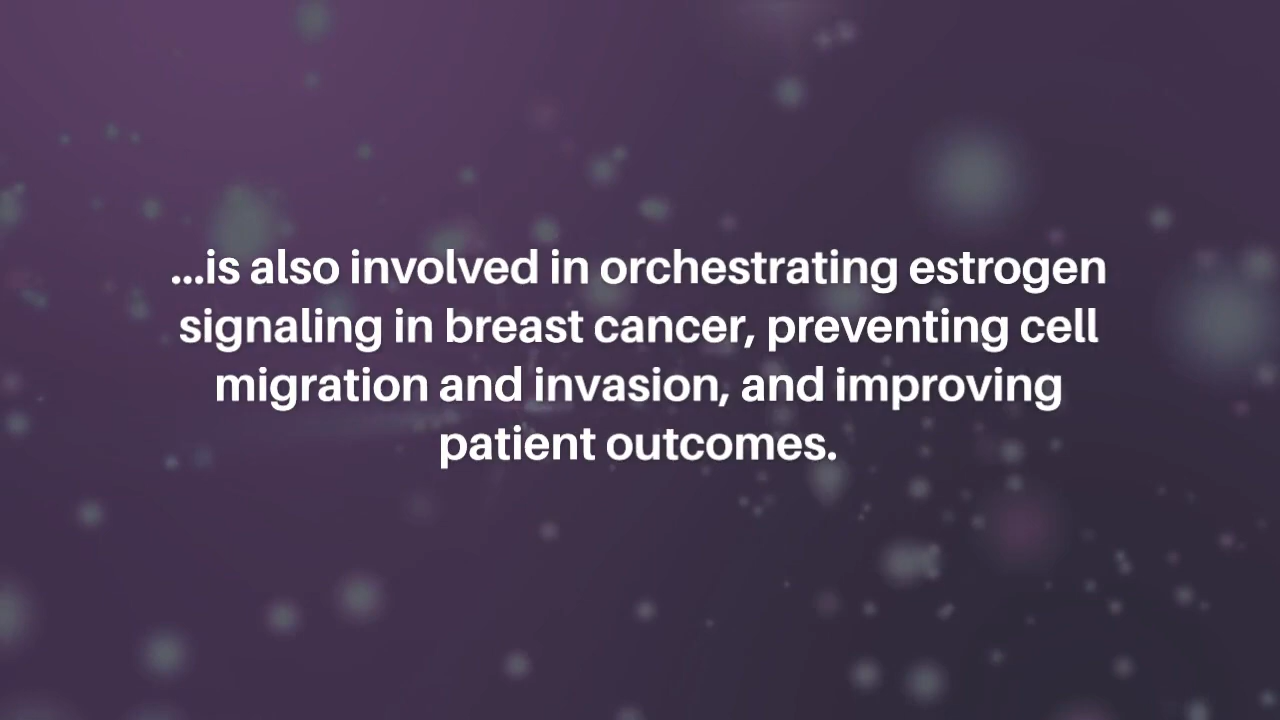 ...is also involved in orchestrating estrogen
signaling in breast cancer, preventing cell
migration and invasion, and improving
patient outcomes.